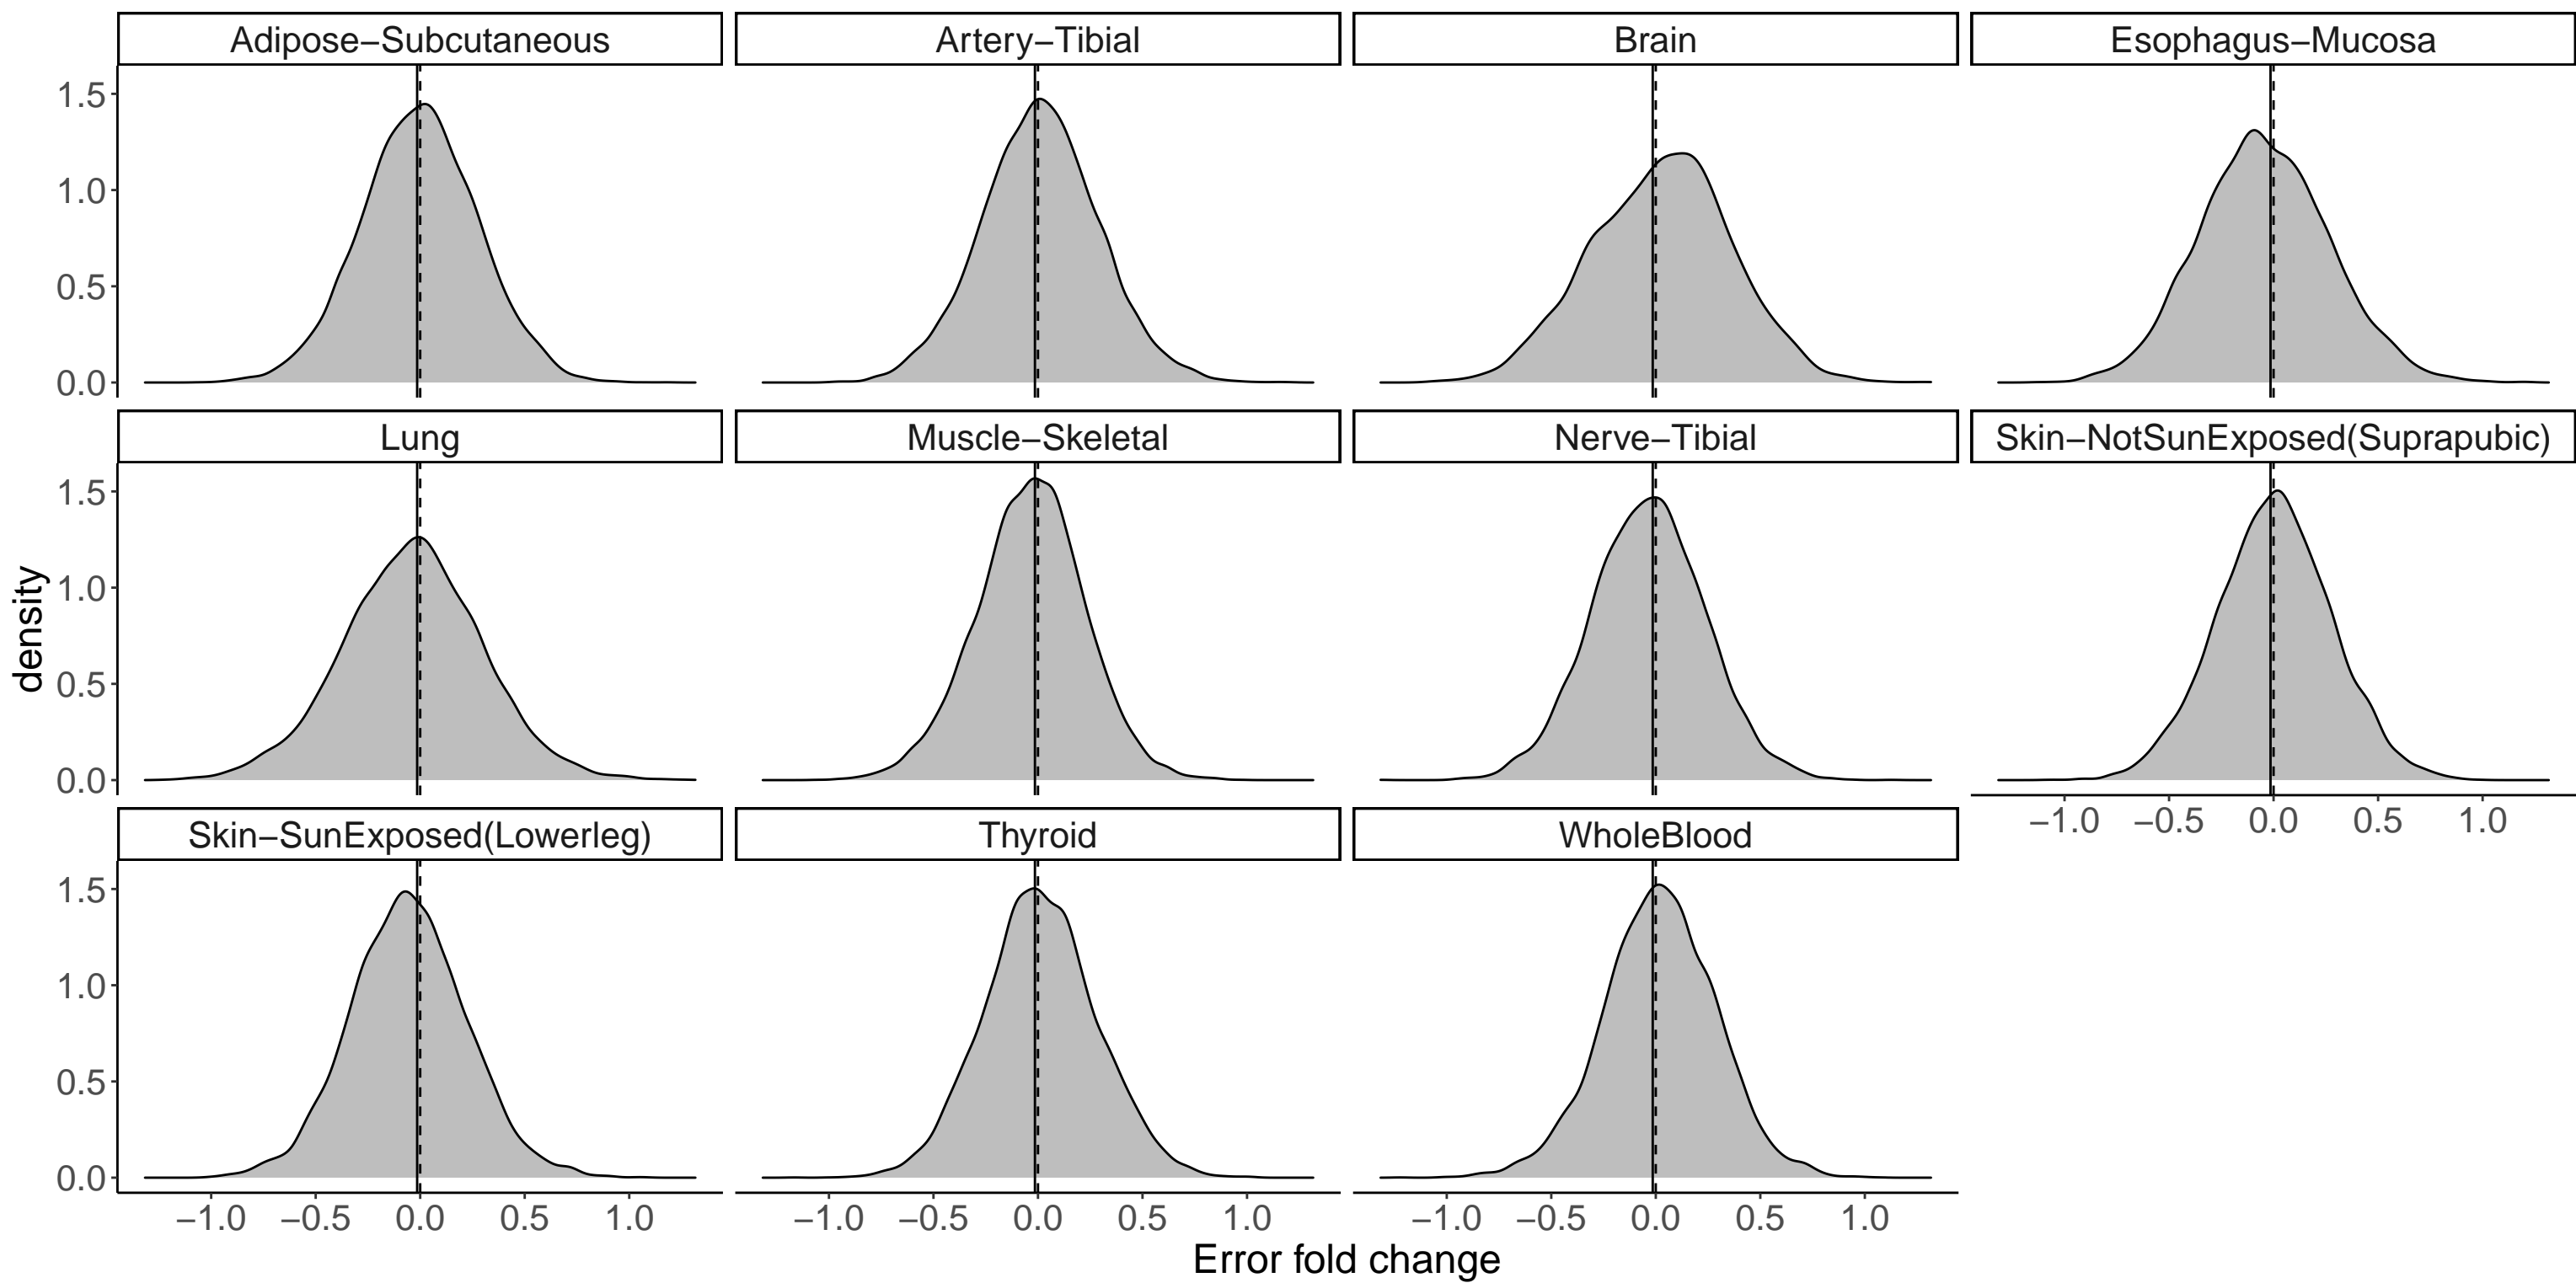 Adipose–Subcutaneous
Artery–Tibial
Brain
Esophagus–Mucosa
1.5
1.0
0.5
0.0
Lung
Muscle–Skeletal
Nerve–Tibial
Skin–NotSunExposed(Suprapubic)
1.5
1.0
0.5
0.0
−1.0 −0.5 0.0 0.5 1.0
density
Skin–SunExposed(Lowerleg)
Thyroid
WholeBlood
1.5
1.0
0.5
0.0
−1.0 −0.5 0.0 0.5 1.0
−1.0 −0.5 0.0 0.5 1.0
−1.0 −0.5 0.0 0.5 1.0
Error fold change